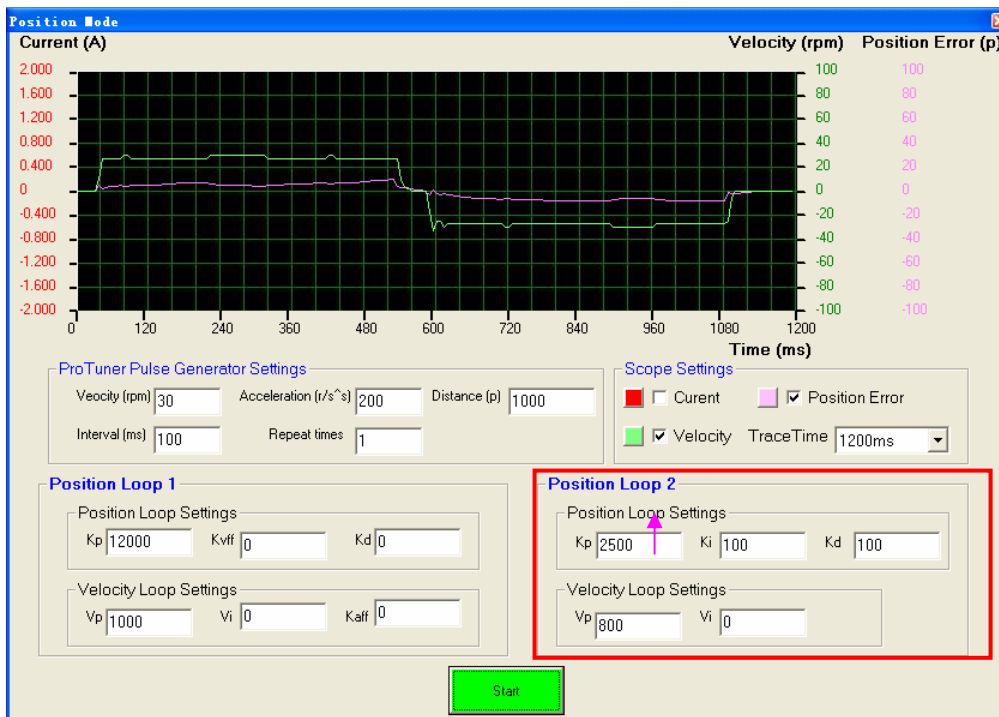 Position Mode
Current (A) Velocity (rpm) Position Error (p)
2.000 100 100
1.600 80 80
1.200 60 60
0.800 40 40
0.400 20 20
0 0 0
-0.400 -20 -20
-0.800 -40 -40
-1.200 -60 -60
-1.600 -80 -80
-2.000 -100 -100
0 120 240 360 480 600 720 840 960 1080 1200
Time (ms)
ProTuner Pulse Generator Settings
Veocity (rpm) 30 Acceleration (r/s^s) 200 Distance (p) 1000
Interval (ms) 100 Repeat times 1
Scope Settings
Curent Position Error
Velocity TraceTime 1200ms
Position Loop 1
Position Loop Settings
Kp 12000 Kvff 0 Kd 0
Velocity Loop Settings
Vp 1000 Vi 0 Kaff 0
Position Loop 2
Position Loop Settings
Kp 2500 Ki 100 Kd 100
Velocity Loop Settings
Vp 800 Vi 0
Start